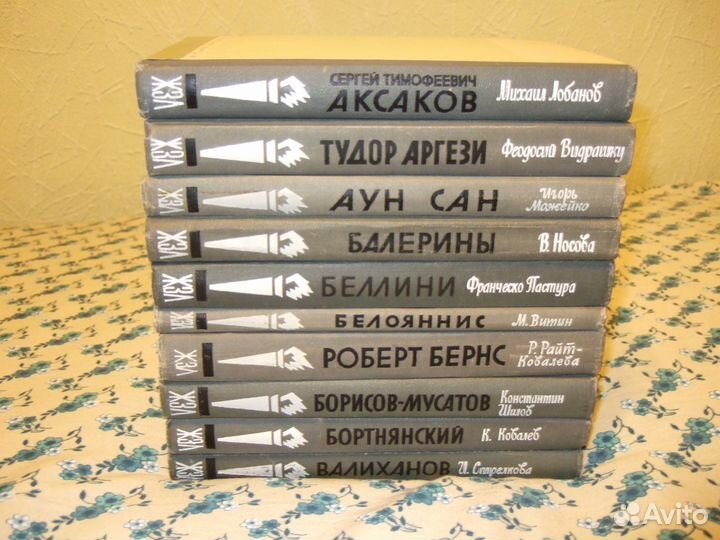 ЖЗЛ
СЕРГЕЙ ТИМОФЕЕВИЧ
АКСАКОВ
Михаил Лобанов
ЖЗЛ
ТУДОР АРГЕЗИ
Феодосий Видрашку
ЖЗЛ
АУН САН
Игорь
Можейко
ЖЗЛ
БАЛЕРИНЫ
В. Носова
ЖЗЛ
БЕЛЛИНИ
Франческо Пастура
ЖЗЛ
БЕЛОЯННИС
М. Витин
ЖЗЛ
РОБЕРТ БЕРНС
Р. Райт-
Ковалева
ЖЗЛ
БОРИСОВ-МУСАТОВ
Константин
Шилов
ЖЗЛ
БОРТНЯНСКИЙ
К. Ковалев
ЖЗЛ
ВАЛИХАНОВ
И. Стрелкова
Avito